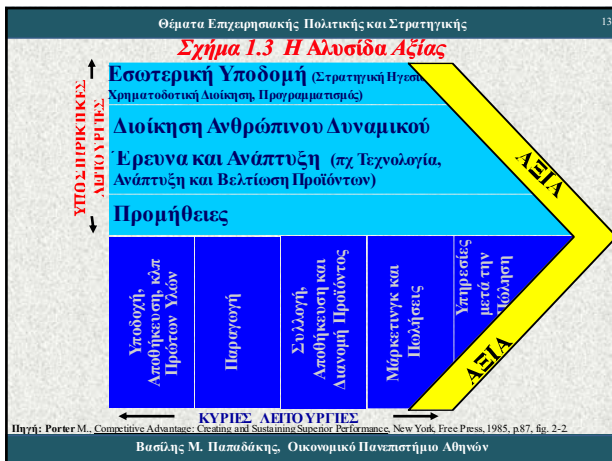 Θέματα Επιχειρησιακής Πολιτικής και Στρατηγικής
13
Σχήμα 1.3 Η Αλυσίδα Αξίας
ΥΠΟΣΤΗΡΙΚΤΙΚΕΣ
ΛΕΙΤΟΥΡΓΙΕΣ
Εσωτερική Υποδομή (Στρατηγική
Χρηματοδοτική Διοίκηση, Προγραμματισμός)
Διοίκηση Ανθρώπινου Δυναμικού
Έρευνα και Ανάπτυξη (πχ Τεχνολογία,
Ανάπτυξη και Βελτίωση Προϊόντων)
Προμήθειες
ΑΞΙΑ
Υποδοχή,
Αποθήκευση, κλπ
Πρώτων Υλών
Παραγωγή
Συλλογή,
Αποθήκευση και
Διανομή Προϊόντος
Μάρκετινγκ και
Πολήσεις
Υπηρεσίες
μετά την
Πώληση
ΑΞΙΑ
ΚΥΡΙΕΣ ΛΕΙΤΟΥΡΓΙΕΣ
Πηγή: Porter M., Competitive Advantage: Creating and Sustaining Superior Performance, New York, Free Press, 1985, p.87, fig. 2-2.
Βασίλης Μ. Παπαδάκης, Οικονομικό Πανεπιστήμιο Αθηνών